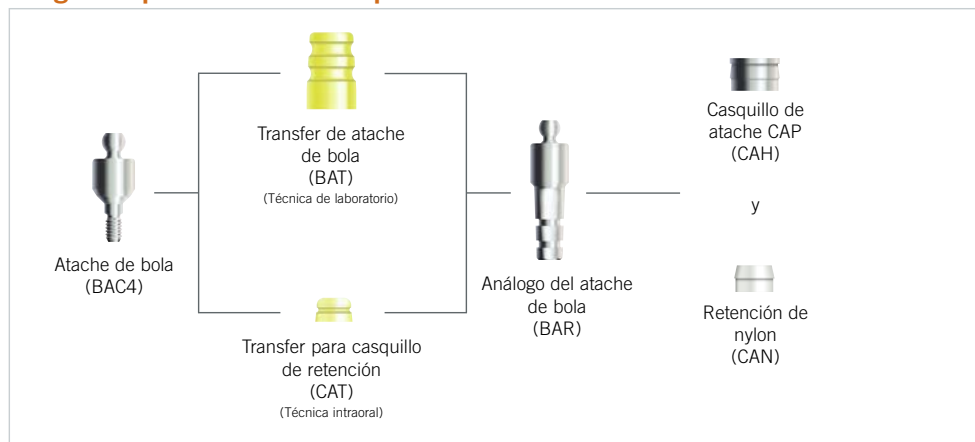 Atache de bola
(BAC4)
Transfer de atache
de bola
(BAT)
(Técnica de laboratorio)
Transfer para casquillo
de retención
(CAT)
(Técnica intraoral)
Análogo del atache
de bola
(BAR)
Casquillo de
atache CAP
(CAH)
y
Retención de
nylon
(CAN)